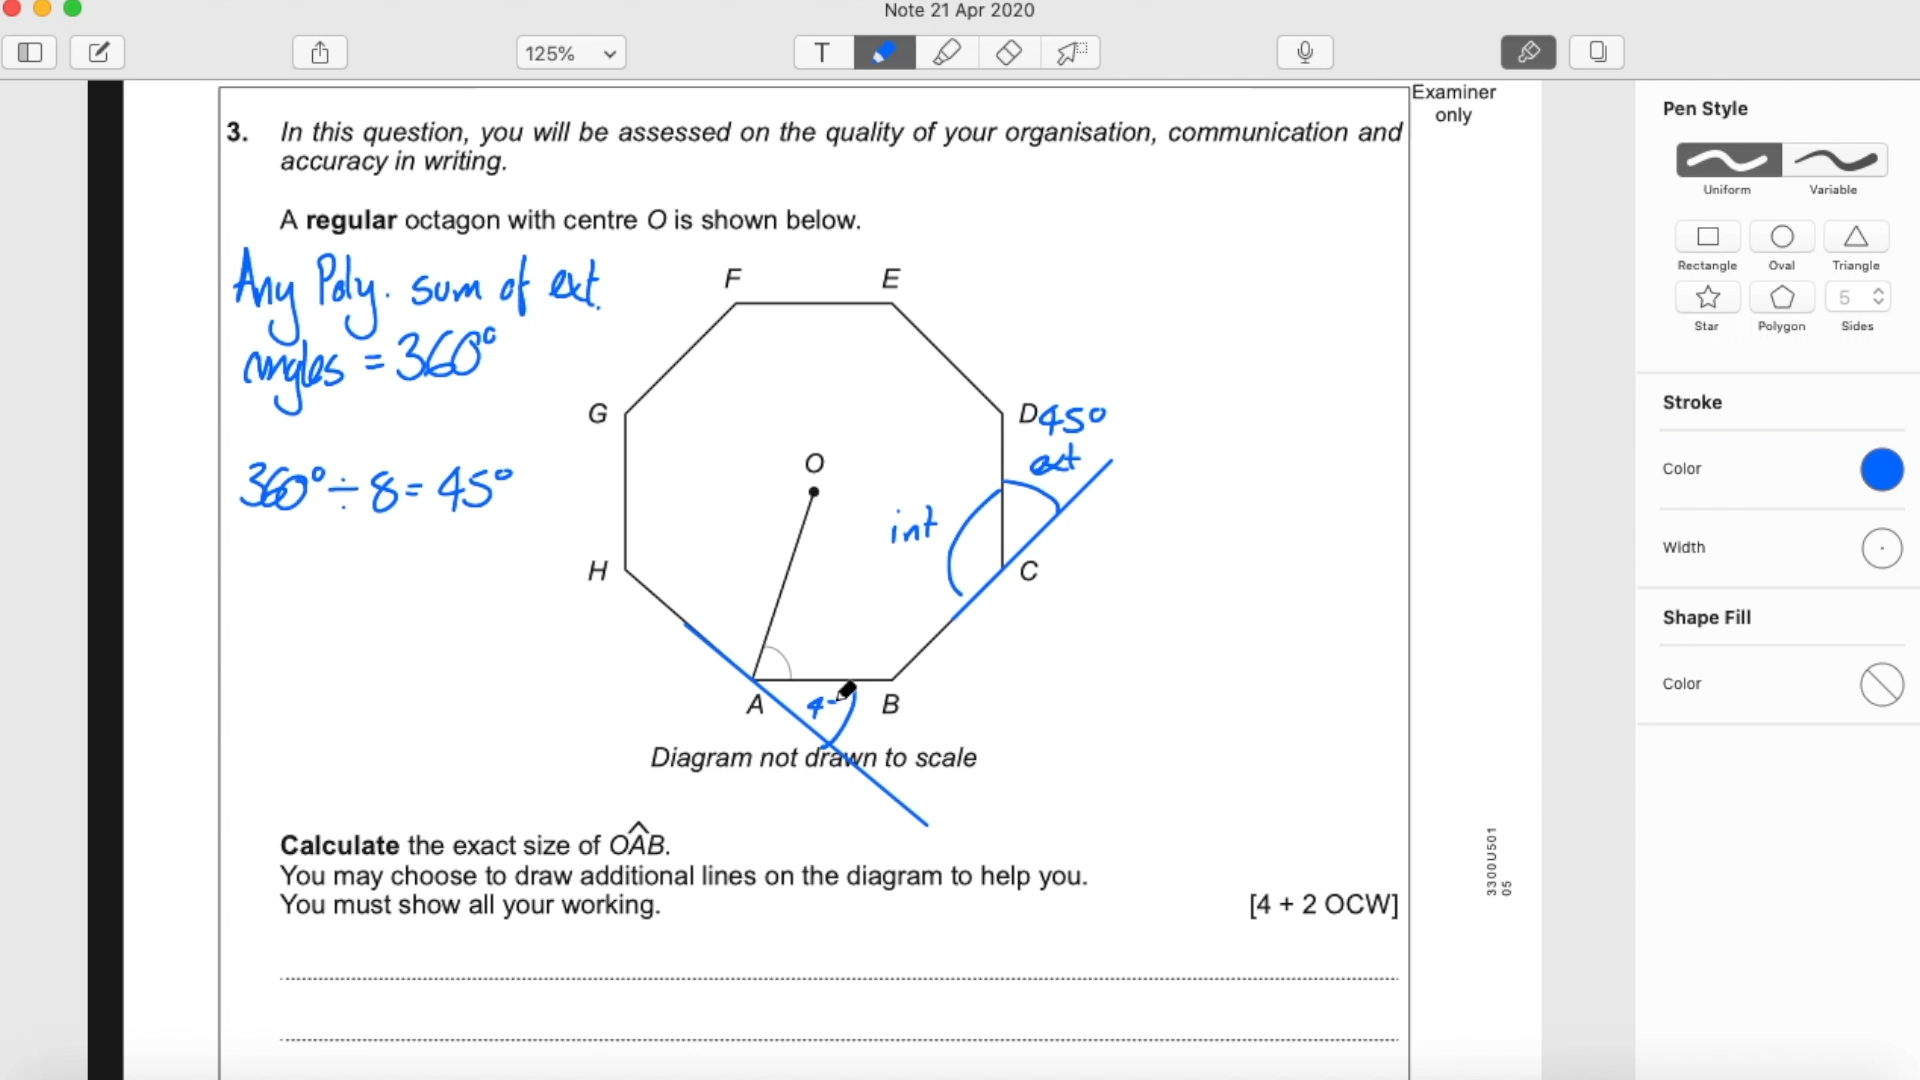 Note 21 Apr 2020
125%
T
Examiner
only
3. In this question, you will be assessed on the quality of your organisation, communication and
accuracy in writing.
A regular octagon with centre O is shown below.
Any Poly. sum of ext.
angles = 360°
360° ÷ 8 = 45°
F E
G D 45°
ext
O
int
H C
A 4 B
Diagram not drawn to scale
Calculate the exact size of OÂB.
You may choose to draw additional lines on the diagram to help you.
You must show all your working. [4 + 2 OCW]
3300U501
05
Pen Style
Uniform Variable
Rectangle Oval Triangle
5
Star Polygon Sides
Stroke
Color
Width
Shape Fill
Color